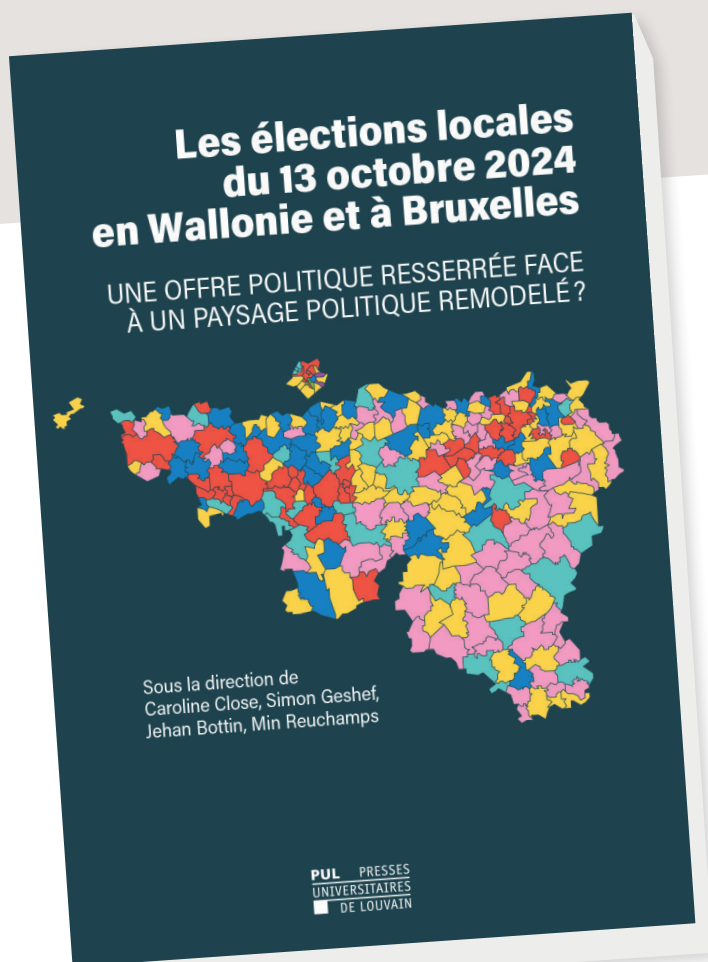 Les élections locales
du 13 octobre 2024
en Wallonie et à Bruxelles
UNE OFFRE POLITIQUE RESSERRÉE FACE
À UN PAYSAGE POLITIQUE REMODELÉ ?
Sous la direction de
Caroline Close, Simon Geshef,
Jehan Bottin, Min Reuchamps
PUL PRESSES
UNIVERSITAIRES
DE LOUVAIN